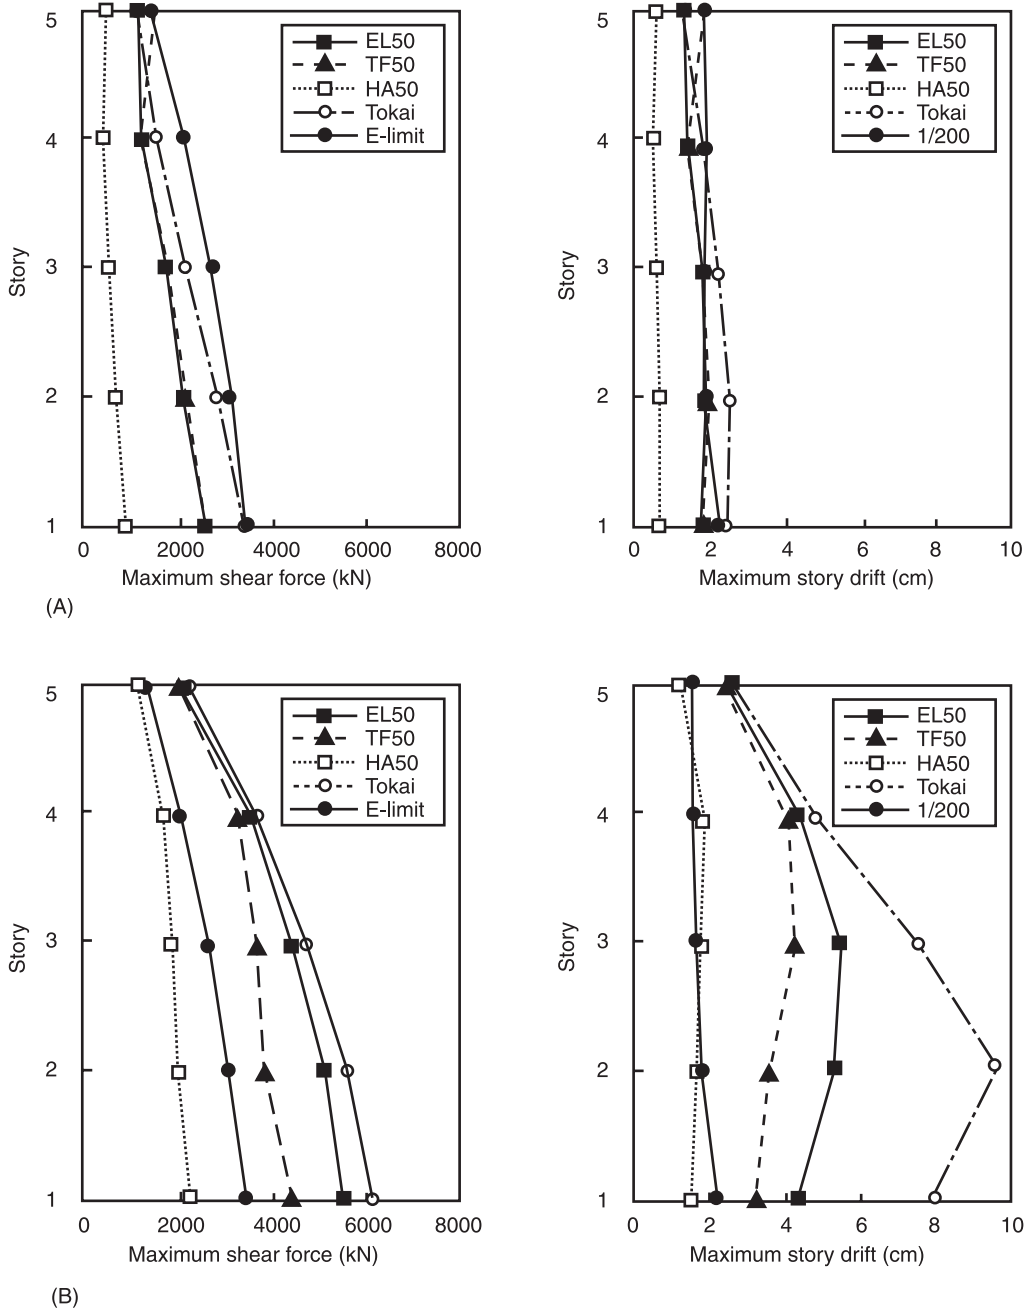 5
4
3
2
1
Story
EL50
TF50
HA50
Tokai
E-limit
0 2000 4000 6000 8000
Maximum shear force (kN)
5
4
3
2
1
Story
EL50
TF50
HA50
Tokai
1/200
0 2 4 6 8 10
Maximum story drift (cm)
(A)
5
4
3
2
1
Story
EL50
TF50
HA50
Tokai
E-limit
0 2000 4000 6000 8000
Maximum shear force (kN)
5
4
3
2
1
Story
EL50
TF50
HA50
Tokai
1/200
0 2 4 6 8 10
Maximum story drift (cm)
(B)